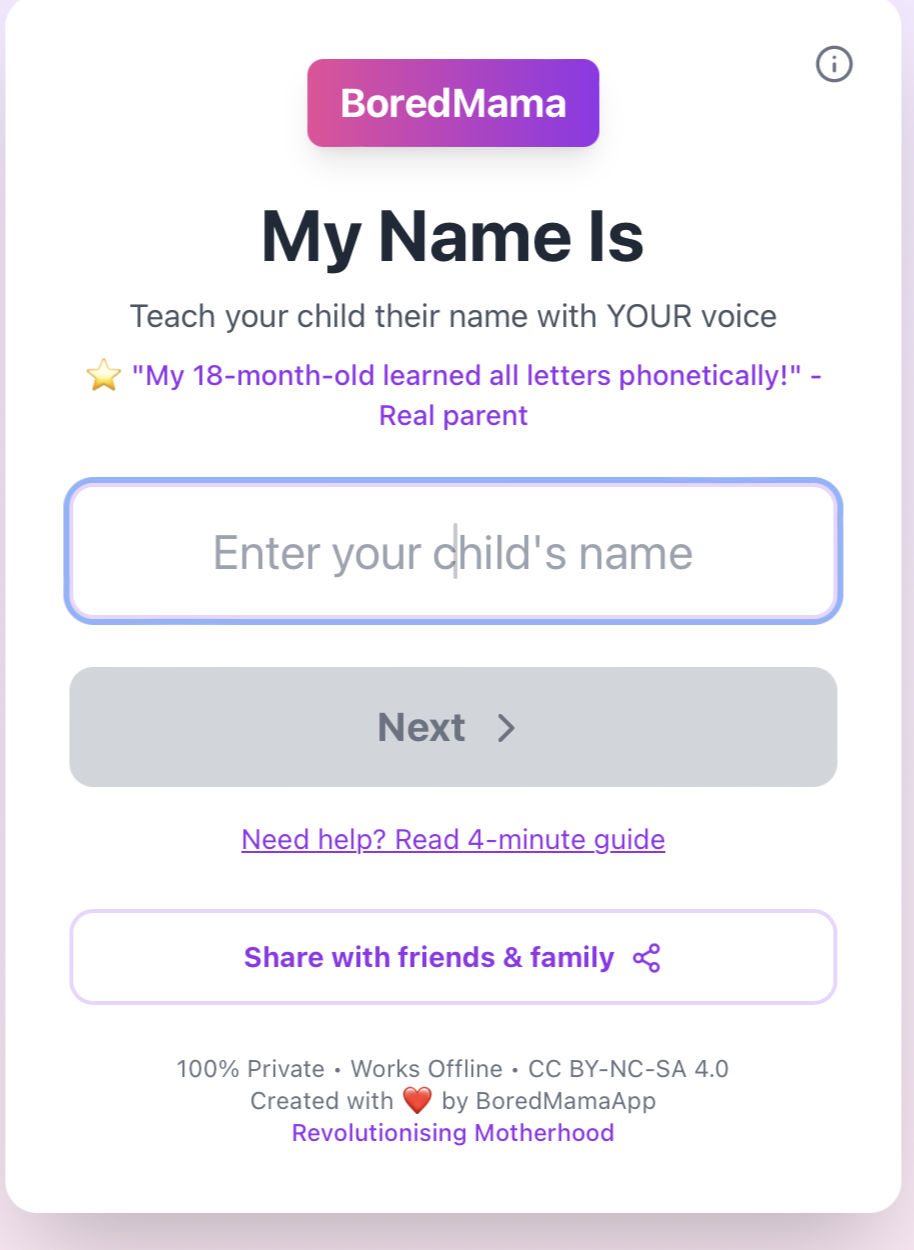 BoredMama
My Name Is
Teach your child their name with YOUR voice
⭐ "My 18-month-old learned all letters phonetically!" -
Real parent
Enter your child's name
Next
Need help? Read 4-minute guide
Share with friends & family
100% Private • Works Offline • CC BY-NC-SA 4.0
Created with ❤️ by BoredMamaApp
Revolutionising Motherhood